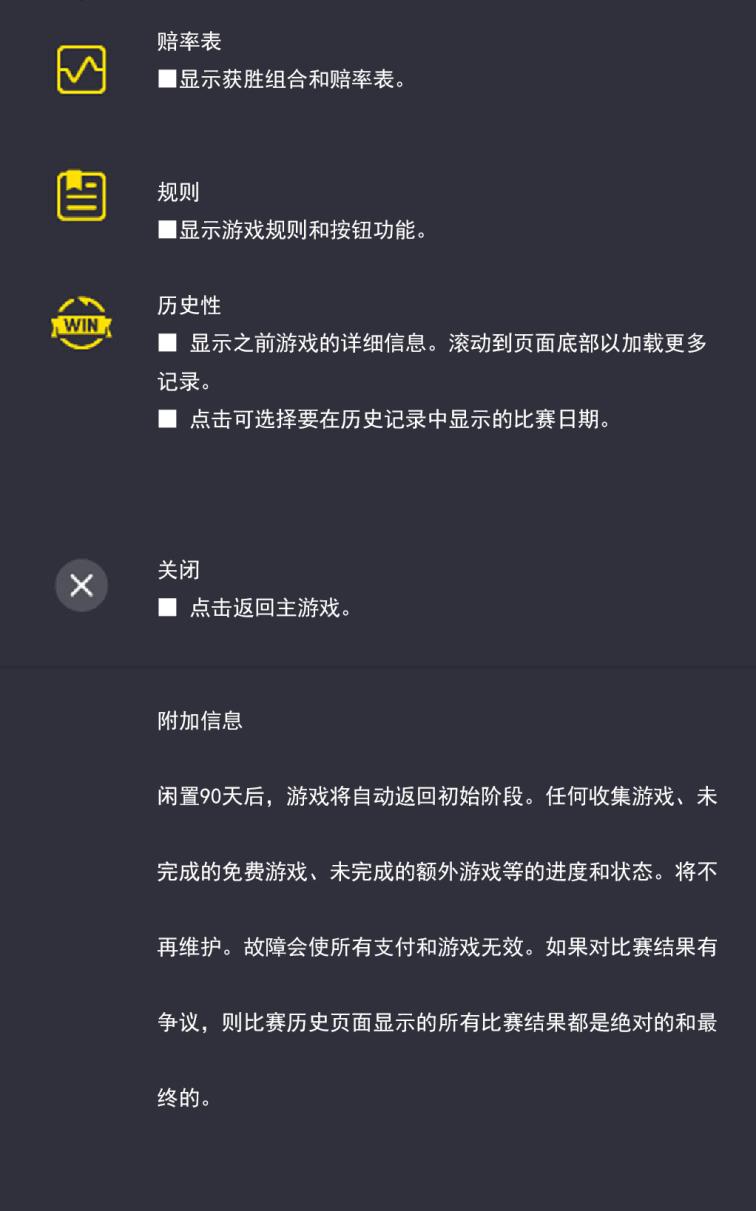 赔率表
■显示获胜组合和赔率表。
规则
■显示游戏规则和按钮功能。
WIN
历史性
■ 显示之前游戏的详细信息。滚动到页面底部以加载更多
记录。
■ 点击可选择要在历史记录中显示的比赛日期。
关闭
■ 点击返回主游戏。
附加信息
闲置90天后，游戏将自动返回初始阶段。任何收集游戏、未
完成的免费游戏、未完成的额外游戏等的进度和状态。将不
再维护。故障会使所有支付和游戏无效。如果对比赛结果有
争议，则比赛历史页面显示的所有比赛结果都是绝对的和最
终的。